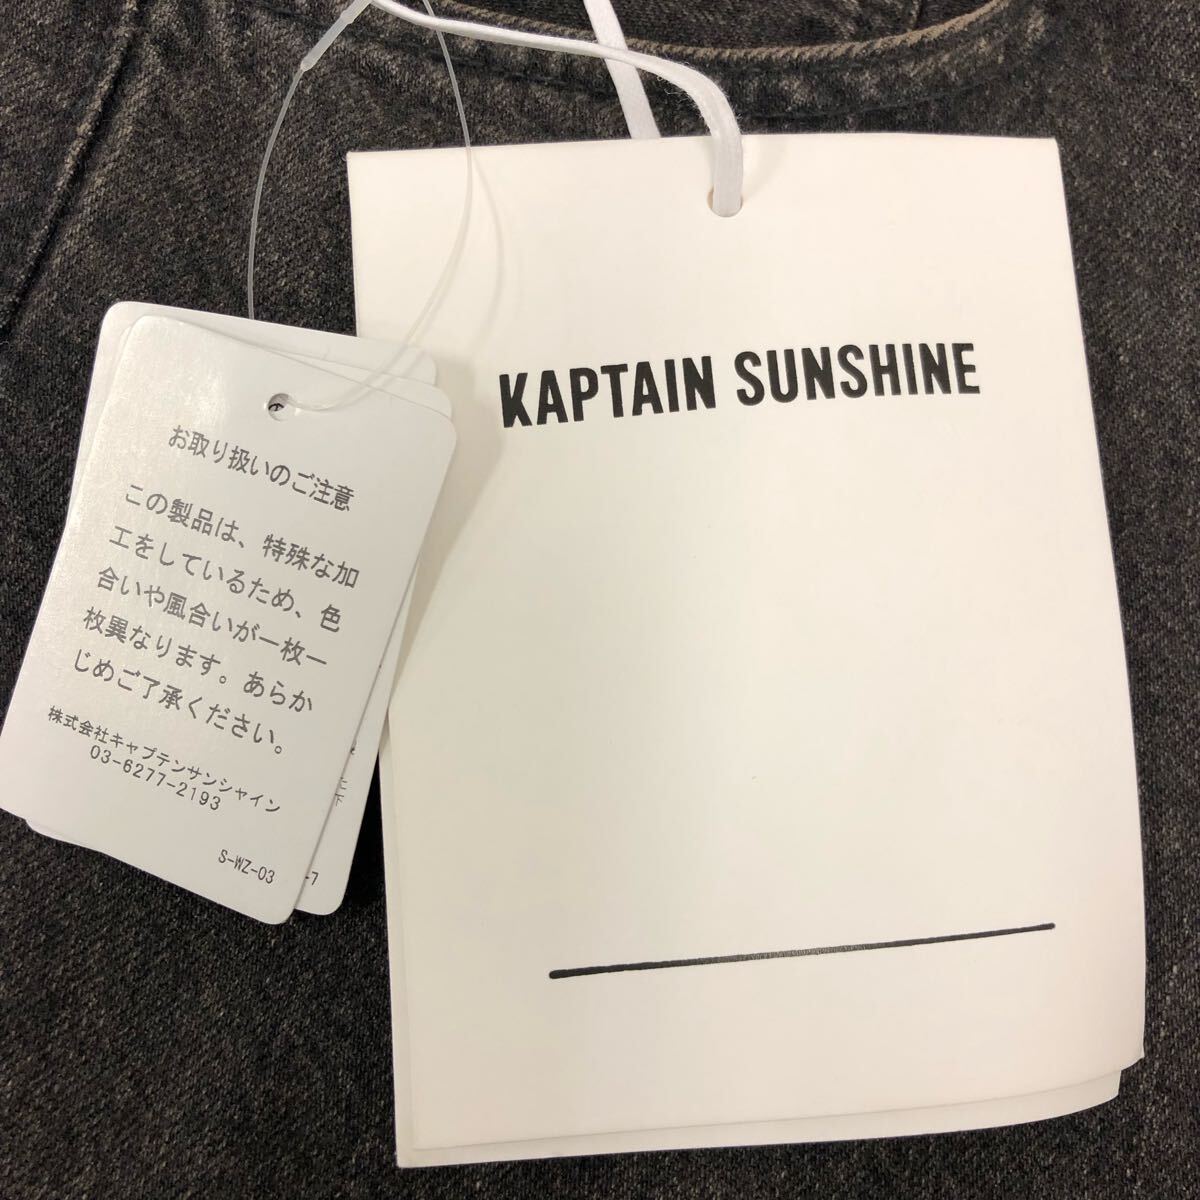 KAPTAIN SUNSHINE
お取り扱いのご注意
この製品は、特殊な加
工をしているため、色
合いや風合いが一枚一
枚異なります。あらか
じめご了承ください。
株式会社キャプテンサンシャイン
03-6277-2193
S-WZ-03
-7
下